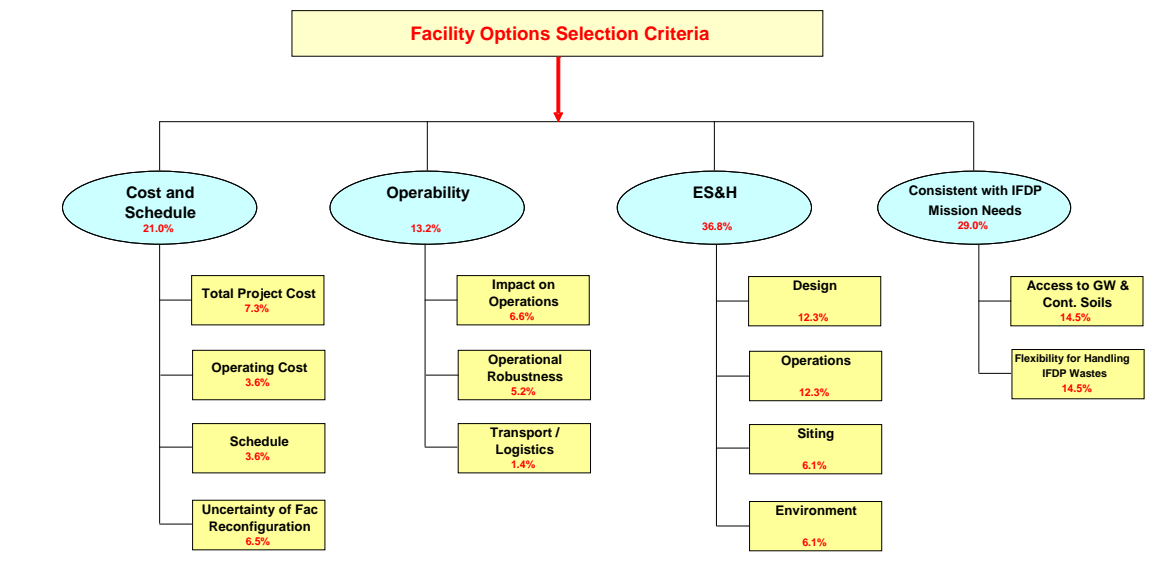 Facility Options Selection Criteria
Cost and
Schedule
21.0%
Operability
13.2%
ES&H
36.8%
Consistent with IFDP
Mission Needs
29.0%
Total Project Cost
7.3%
Operating Cost
3.6%
Schedule
3.6%
Uncertainty of Fac
Reconfiguration
6.5%
Impact on
Operations
6.6%
Operational
Robustness
5.2%
Transport /
Logistics
1.4%
Design
12.3%
Operations
12.3%
Siting
6.1%
Environment
6.1%
Access to GW &
Cont. Soils
14.5%
Flexibility for Handling
IFDP Wastes
14.5%